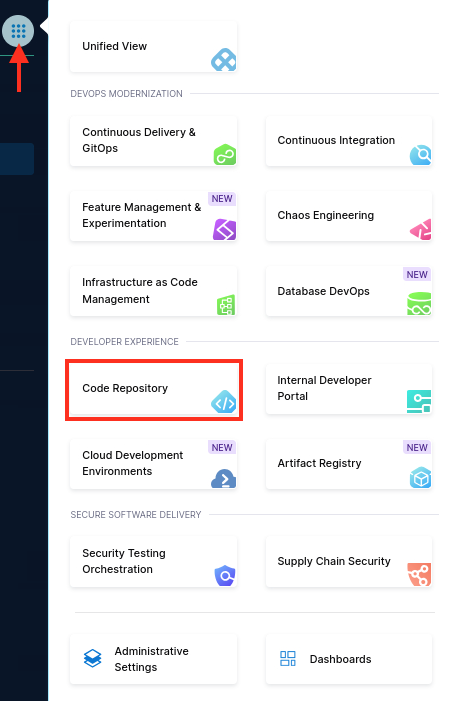 Unified View
DEVOPS MODERNIZATION
Continuous Delivery &
GitOps
Continuous Integration
Feature Management &
Experimentation
NEW
Chaos Engineering
Infrastructure as Code
Management
Database DevOps
NEW
DEVELOPER EXPERIENCE
Code Repository
Internal Developer
Portal
Cloud Development
Environments
NEW
Artifact Registry
NEW
SECURE SOFTWARE DELIVERY
Security Testing
Orchestration
Supply Chain Security
Administrative
Settings
Dashboards